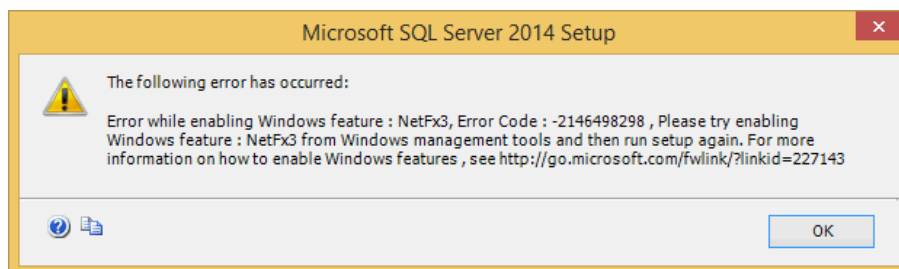 Microsoft SQL Server 2014 Setup
The following error has occurred:
Error while enabling Windows feature : NetFx3, Error Code : -2146498298 , Please try enabling
Windows feature : NetFx3 from Windows management tools and then run setup again. For more
information on how to enable Windows features , see http://go.microsoft.com/fwlink/?linkid=227143
OK